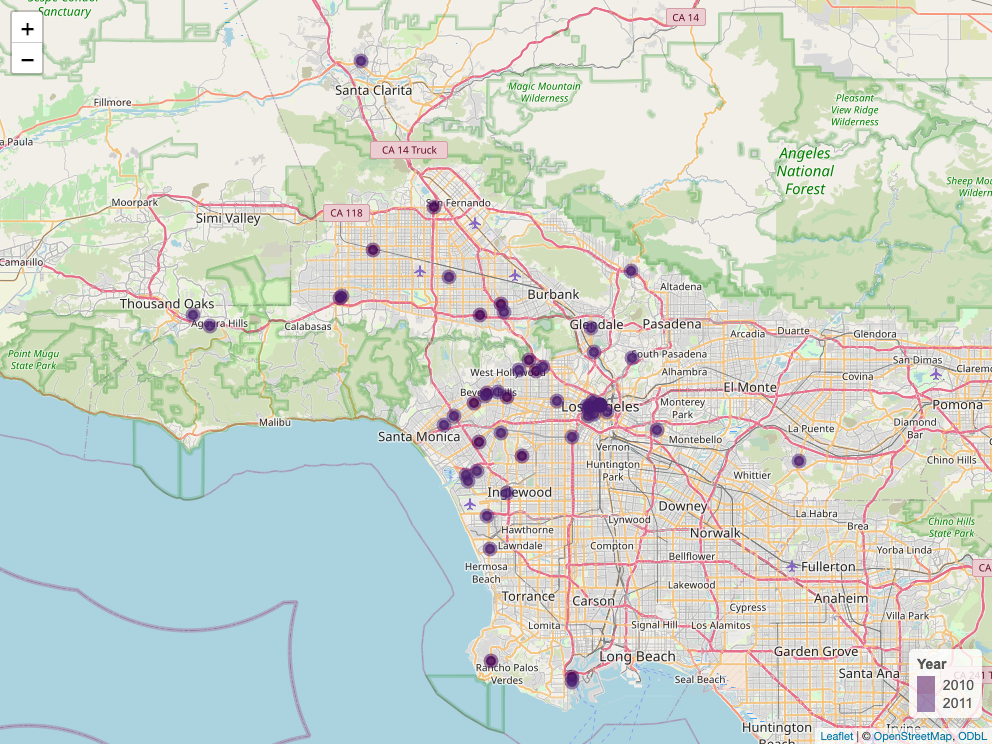 Sanctuary
CA 14
+
−
Santa Clarita
Magic Mountain
Wilderness
Fillmore
Pleasant
View Ridge
Wilderness
a Paula
CA 14 Truck
Angeles
National
Forest
Sheep Mou
Wilderne
Moorpark
Simi Valley
CA 118
San Fernando
Camarillo
Thousand Oaks
Agoura Hills
Calabasas
Burbank
Altadena
Glendale
Pasadena
Arcadia
Duarte
Glendora
Point Mugu
State Park
South Pasadena
San Dimas
West Hollywood
Alhambra
Covina
El Monte
Beverly Hills
Los Angeles
Monterey
Park
Pomona
Malibu
Santa Monica
La Puente
Diamond
Bar
Montebello
Vernon
Chino Hills
Huntington
Park
Whittier
Inglewood
Downey
La Habra
Chino Hills
State Park
Hawthorne
Lynwood
Norwalk
Brea
Lawndale
Compton
Bellflower
Yorba Linda
Hermosa
Beach
Fullerton
CA
Lakewood
Torrance
Carson
Cypress
Anaheim
Villa Park
Lomita
Signal Hill
Los Alamitos
Long Beach
Garden Grove
Rancho Palos
Verdes
Seal Beach
Santa Ana
CA 241 T
Year
2010
2011
Huntington
Beach
Irvine
Leaflet | © OpenStreetMap, ODbL